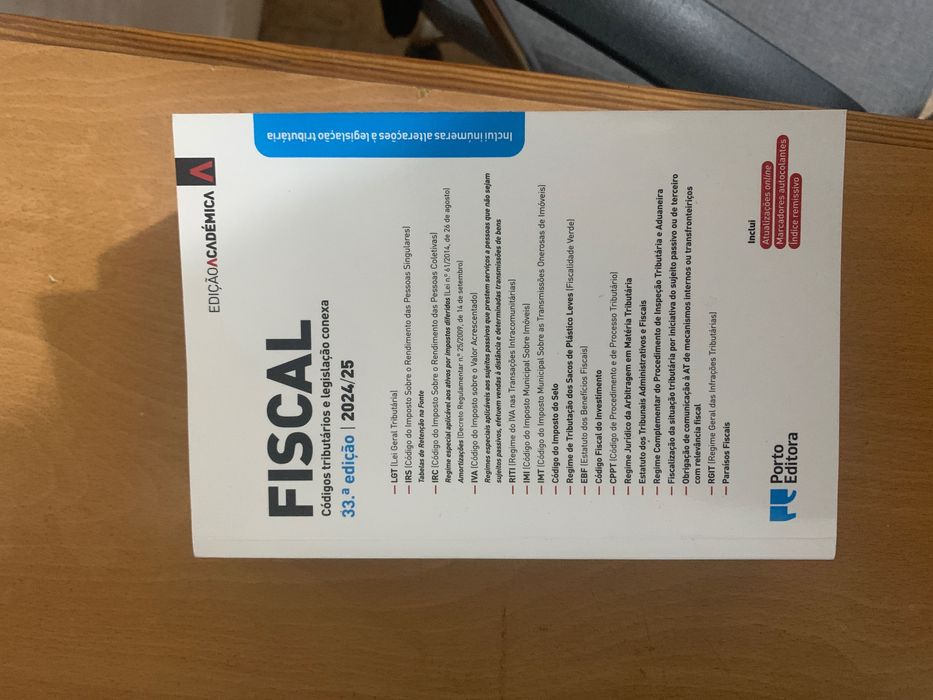 EDIÇÃOACADÉMICA
Inclui inúmeras alterações à legislação tributária
FISCAL
Códigos tributários e legislação conexa
33.ª edição | 2024/25
— LGT (Lei Geral Tributária)
— IRS (Código do Imposto Sobre o Rendimento das Pessoas Singulares)
Tabelas de Retenção na Fonte
— IRC (Código do Imposto Sobre o Rendimento das Pessoas Coletivas)
Regime especial aplicável aos ativos por impostos diferidos (Lei n.º 61/2014, de 26 de agosto)
Amortizações (Decreto Regulamentar n.º 25/2009, de 14 de setembro)
— IVA (Código do Imposto sobre o Valor Acrescentado)
Regimes especiais aplicáveis aos sujeitos passivos que prestem serviços a pessoas que não sejam
sujeitos passivos, efetuem vendas à distância e determinadas transmissões de bens
— RITI (Regime do IVA nas Transações Intracomunitárias)
— IMI (Código do Imposto Municipal Sobre Imóveis)
— IMT (Código do Imposto Municipal Sobre as Transmissões Onerosas de Imóveis)
— Código do Imposto do Selo
— Regime de Tributação dos Sacos de Plástico Leves (Fiscalidade Verde)
— EBF (Estatuto dos Benefícios Fiscais)
— Código Fiscal do Investimento
— CPPT (Código de Procedimento e de Processo Tributário)
— Regime Jurídico da Arbitragem em Matéria Tributária
— Estatuto dos Tribunais Administrativos e Fiscais
— Regime Complementar do Procedimento de Inspeção Tributária e Aduaneira
— Fiscalização da situação tributária por iniciativa do sujeito passivo ou de terceiro
— Obrigação de comunicação à AT de mecanismos internos ou transfronteiriços
com relevância fiscal
— RGIT (Regime Geral das Infrações Tributárias)
— Paraísos Fiscais
Inclui
Atualizações online
Marcadores autocolantes
Índice remissivo
Porto
Editora